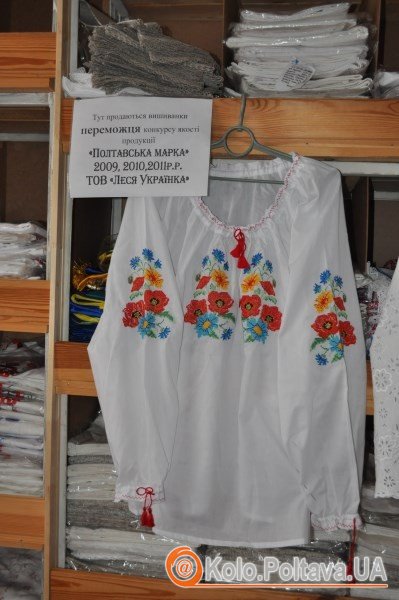 Тут продаються вишиванки
переможця конкурсу якості
продукції
«Полтавська марка»
2009, 2010,2011р.р.
ТОВ «Леся Українка»
@Kolo.Poltava.UA